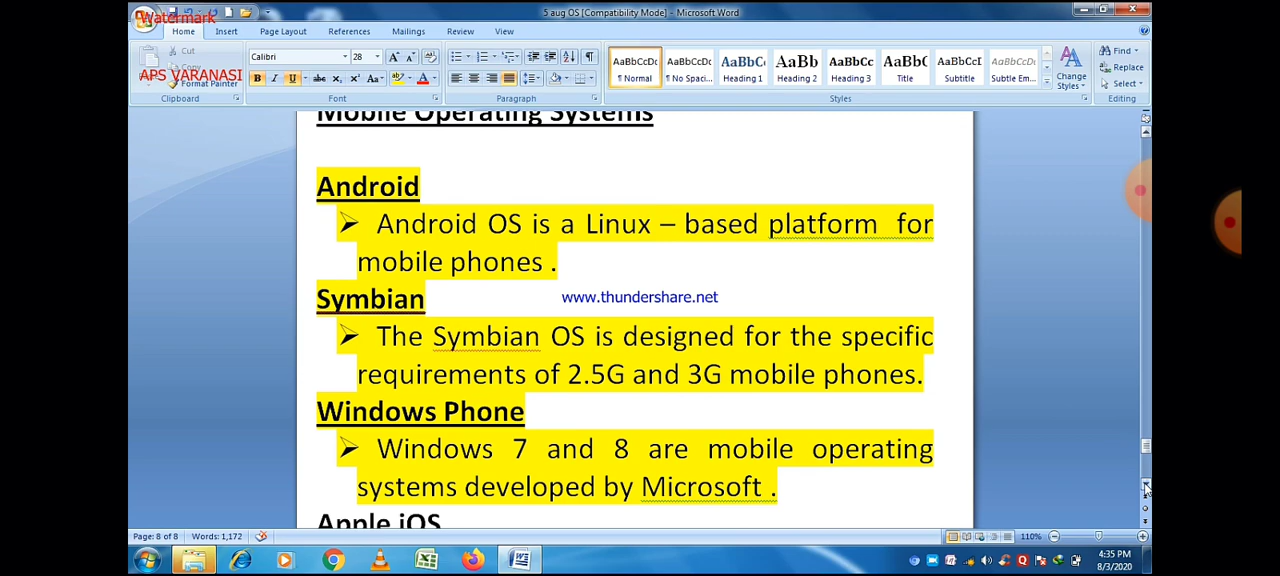 5 aug OS [Compatibility Mode] - Microsoft Word
Watermark
Home Insert Page Layout References Mailings Review View
Cut
Copy
APS VARANASI
Format Painter
Calibri 28
AaBbCcDc AaBbCcDc AaBbCc AaBb AaBbCc AaBbC AaBbCcI AaBbCcD
¶ Normal ¶ No Spaci... Heading 1 Heading 2 Heading 3 Title Subtitle Subtle Em...
Change Styles
Find
Replace
Select
Clipboard Font Paragraph Styles Editing
Mobile Operating Systems
Android
➢ Android OS is a Linux – based platform for
mobile phones .
www.thundershare.net
Symbian
➢ The Symbian OS is designed for the specific
requirements of 2.5G and 3G mobile phones.
Windows Phone
➢ Windows 7 and 8 are mobile operating
systems developed by Microsoft .
Apple iOS
Page: 8 of 8 Words: 1,172 110%
4:35 PM
8/3/2020